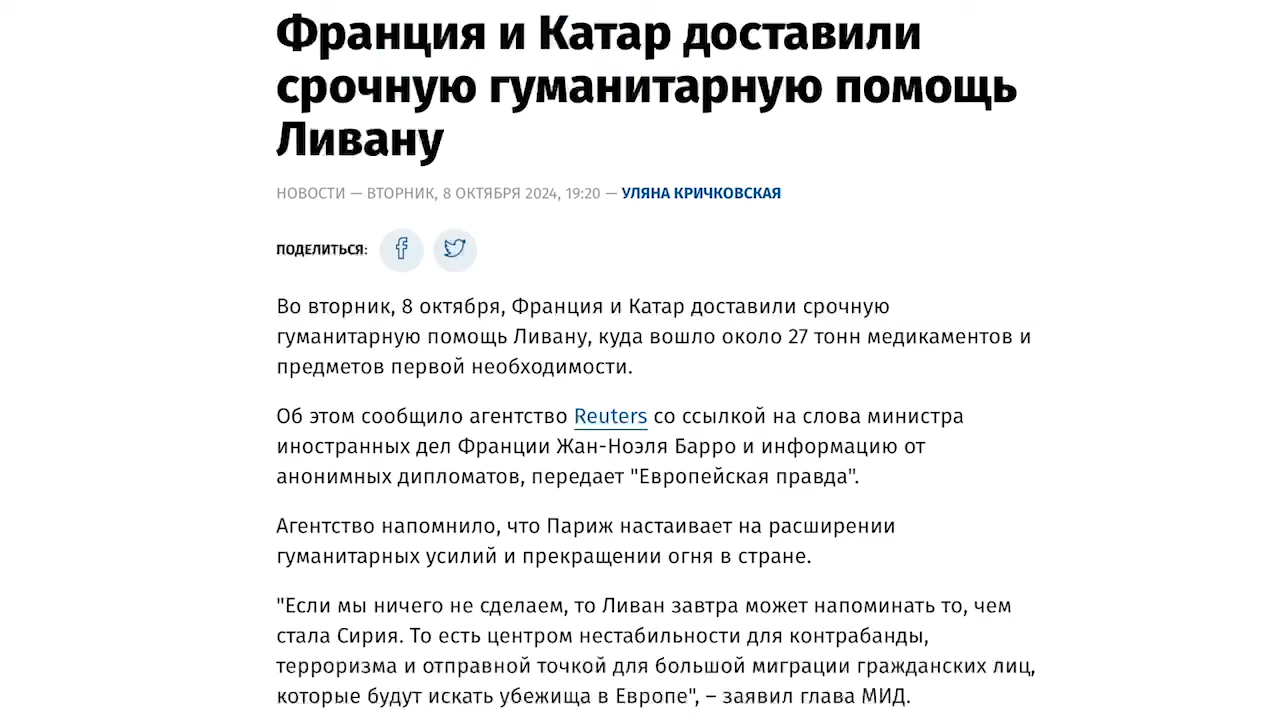 Франция и Катар доставили
срочную гуманитарную помощь
Ливану
НОВОСТИ — ВТОРНИК, 8 ОКТЯБРЯ 2024, 19:20 — УЛЯНА КРИЧКОВСКАЯ
ПОДЕЛИТЬСЯ:
Во вторник, 8 октября, Франция и Катар доставили срочную
гуманитарную помощь Ливану, куда вошло около 27 тонн медикаментов и
предметов первой необходимости.
Об этом сообщило агентство Reuters со ссылкой на слова министра
иностранных дел Франции Жан-Ноэля Барро и информацию от
анонимных дипломатов, передает "Европейская правда".
Агентство напомнило, что Париж настаивает на расширении
гуманитарных усилий и прекращении огня в стране.
"Если мы ничего не сделаем, то Ливан завтра может напоминать то, чем
стала Сирия. То есть центром нестабильности для контрабанды,
терроризма и отправной точкой для большой миграции гражданских лиц,
которые будут искать убежища в Европе", – заявил глава МИД.